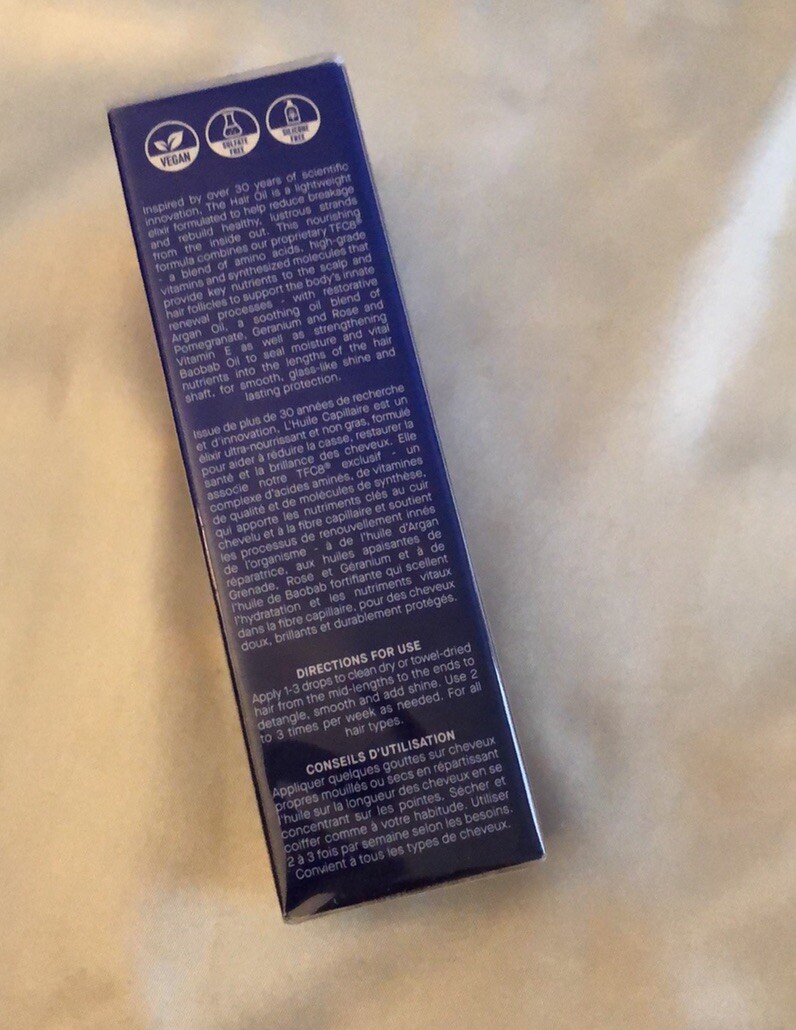 VEGAN
SULFATE
FREE
SILICONE
FREE
Inspired by over 30 years of scientific
innovation, The Hair Oil is a lightweight
elixir formulated to help reduce breakage
and rebuild healthy, lustrous strands
from the inside out. This nourishing
formula combines our proprietary TFC8®
- a blend of amino acids, high-grade
vitamins and synthesized molecules that
provide key nutrients to the scalp and
hair follicles to support the body's innate
renewal processes - with restorative
Argan Oil, a soothing oil blend of
Pomegranate, Geranium and Rose and
Vitamin E as well as strengthening
Baobab Oil to seal moisture and vital
nutrients into the lengths of the hair
shaft, for smooth, glass-like shine and
lasting protection.
Issue de plus de 30 années de recherche
et d'innovation, L'Huile Capillaire est un
élixir ultra-nourrissant et non gras, formulé
pour aider à réduire la casse, restaurer la
santé et la brillance des cheveux. Elle
associe notre TFC8® exclusif - un
complexe d'acides aminés, de vitamines
de qualité et de molécules de synthèse,
qui apporte les nutriments clés au cuir
chevelu et à la fibre capillaire et soutient
les processus de renouvellement innés
de l'organisme - à de l'huile d'Argan
réparatrice, aux huiles apaisantes de
Grenade, Rose et Géranium et à de
l'huile de Baobab fortifiante qui scellent
l'hydratation et les nutriments vitaux
dans la fibre capillaire, pour des cheveux
doux, brillants et durablement protégés.
DIRECTIONS FOR USE
Apply 1-3 drops to clean dry or towel-dried
hair from the mid-lengths to the ends to
detangle, smooth and add shine. Use 2
to 3 times per week as needed. For all
hair types.
CONSEILS D'UTILISATION
Appliquer quelques gouttes sur cheveux
propres mouillés ou secs en répartissant
l'huile sur la longueur des cheveux en se
concentrant sur les pointes. Sécher et
coiffer comme à votre habitude. Utiliser
2 à 3 fois par semaine selon les besoins.
Convient à tous les types de cheveux.